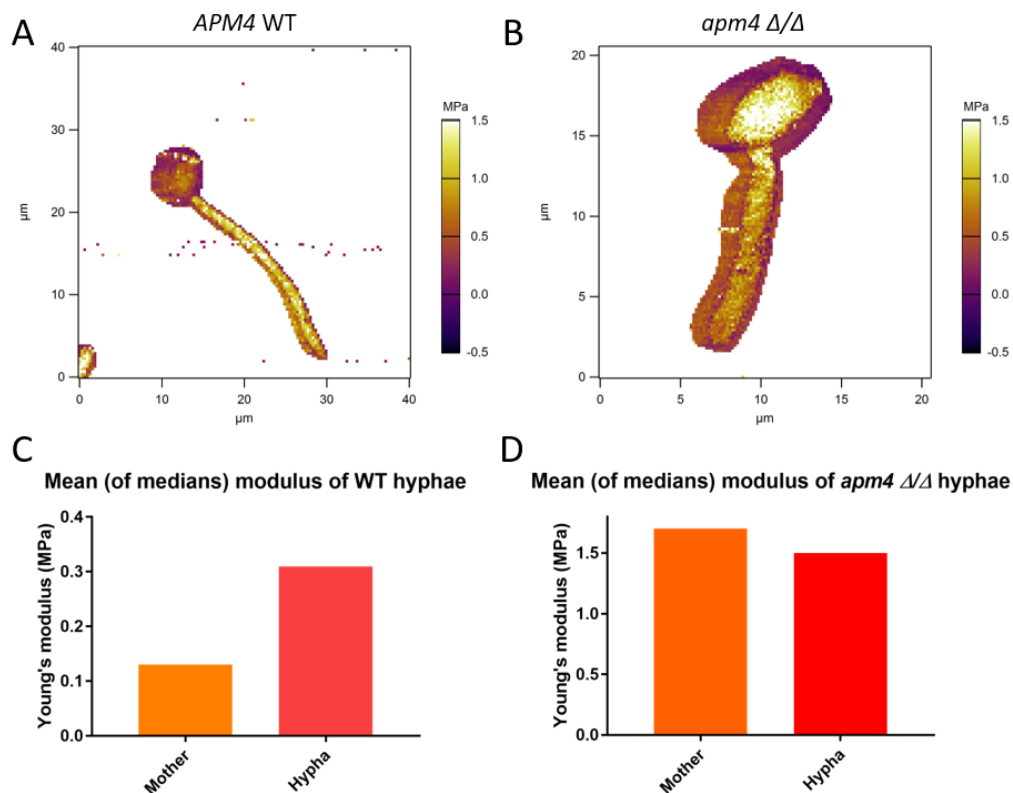 A
APM4 WT
B
apm4 Δ/Δ
40
30
20
10
0
µm
0
10
20
30
40
µm
MPa
1.5
1.0
0.5
0.0
-0.5
20
15
10
5
0
µm
0
5
10
15
20
µm
MPa
1.5
1.0
0.5
0.0
-0.5
C
Mean (of medians) modulus of WT hyphae
Young's modulus (MPa)
0.4
0.3
0.2
0.1
0.0
Mother
Hypha
D
Mean (of medians) modulus of apm4 Δ/Δ hyphae
Young's modulus (MPa)
1.5
1.0
0.5
0.0
Mother
Hypha